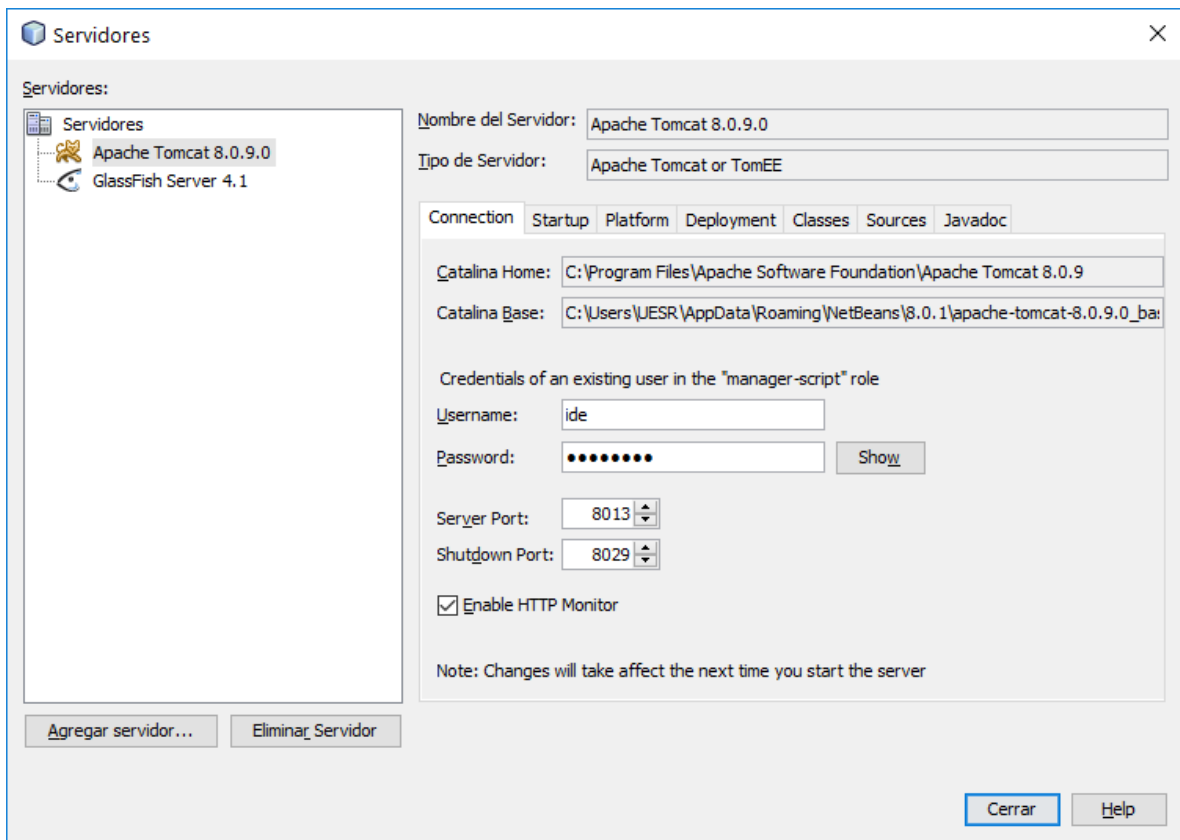 Servidores
Servidores:
Servidores
Apache Tomcat 8.0.9.0
GlassFish Server 4.1
Agregar servidor...
Eliminar Servidor
Nombre del Servidor: Apache Tomcat 8.0.9.0
Tipo de Servidor: Apache Tomcat or TomEE
Connection Startup Platform Deployment Classes Sources Javadoc
Catalina Home: C:\Program Files\Apache Software Foundation\Apache Tomcat 8.0.9
Catalina Base: C:\Users\UESR\AppData\Roaming\NetBeans\8.0.1\apache-tomcat-8.0.9.0_ba
Credentials of an existing user in the "manager-script" role
Username: ide
Password: ●●●●●●●● Show
Server Port: 8013
Shutdown Port: 8029
Enable HTTP Monitor
Note: Changes will take affect the next time you start the server
Cerrar Help